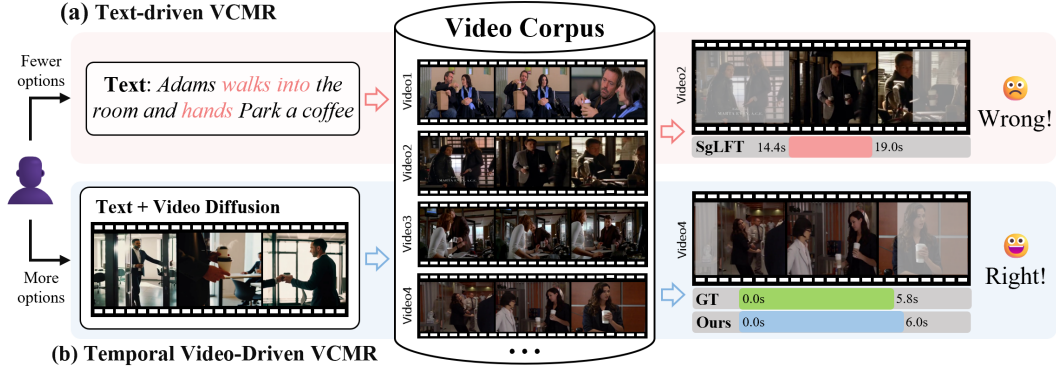 (a) Text-driven VCMR
Fewer
options
Text: Adams walks into the
room and hands Park a coffee
More
options
Text + Video Diffusion
(b) Temporal Video-Driven VCMR
Video Corpus
Video1
Video2
Video3
Video4
• • •
Video2
SgLFT 14.4s 19.0s
Wrong!
Video4
GT 0.0s 5.8s
Ours 0.0s 6.0s
Right!